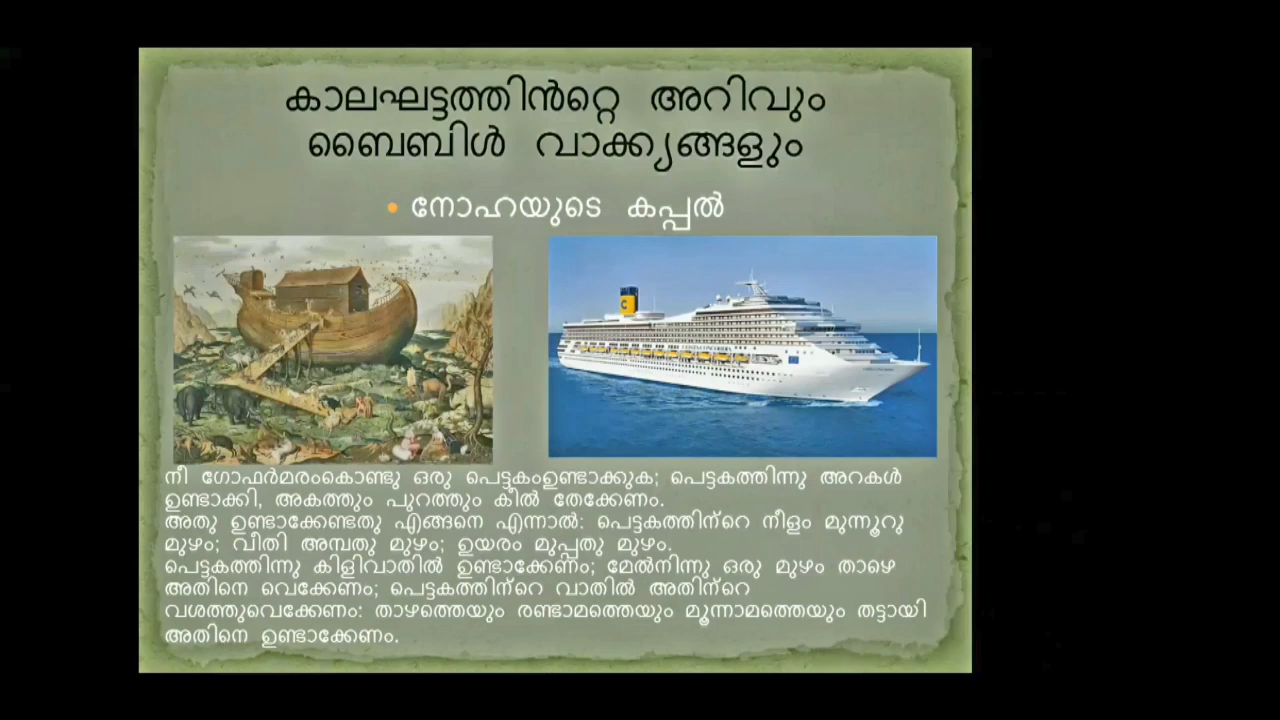 കാലഘട്ടത്തിൻറ്റെ അറിവും
ബൈബിൾ വാക്ക്യങ്ങളും
• നോഹയുടെ കപ്പൽ
C
നീ ഗോഫർമരംകൊണ്ടു ഒരു പെട്ടകംഉണ്ടാക്കുക; പെട്ടകത്തിന്നു അറകൾ
ഉണ്ടാക്കി, അകത്തും പുറത്തും കീൽ തേക്കേണം.
അതു ഉണ്ടാക്കേണ്ടതു എങ്ങനെ എന്നാൽ: പെട്ടകത്തിന്റെ നീളം മുന്നൂറു
മുഴം; വീതി അമ്പതു മുഴം; ഉയരം മുപ്പതു മുഴം.
പെട്ടകത്തിന്നു കിളിവാതിൽ ഉണ്ടാക്കേണം; മേൽനിന്നു ഒരു മുഴം താഴെ
അതിനെ വെക്കേണം; പെട്ടകത്തിന്റെ വാതിൽ അതിന്റെ
വശത്തുവെക്കേണം: താഴത്തെയും രണ്ടാമത്തെയും മൂന്നാമത്തെയും തട്ടായി
അതിനെ ഉണ്ടാക്കേണം.